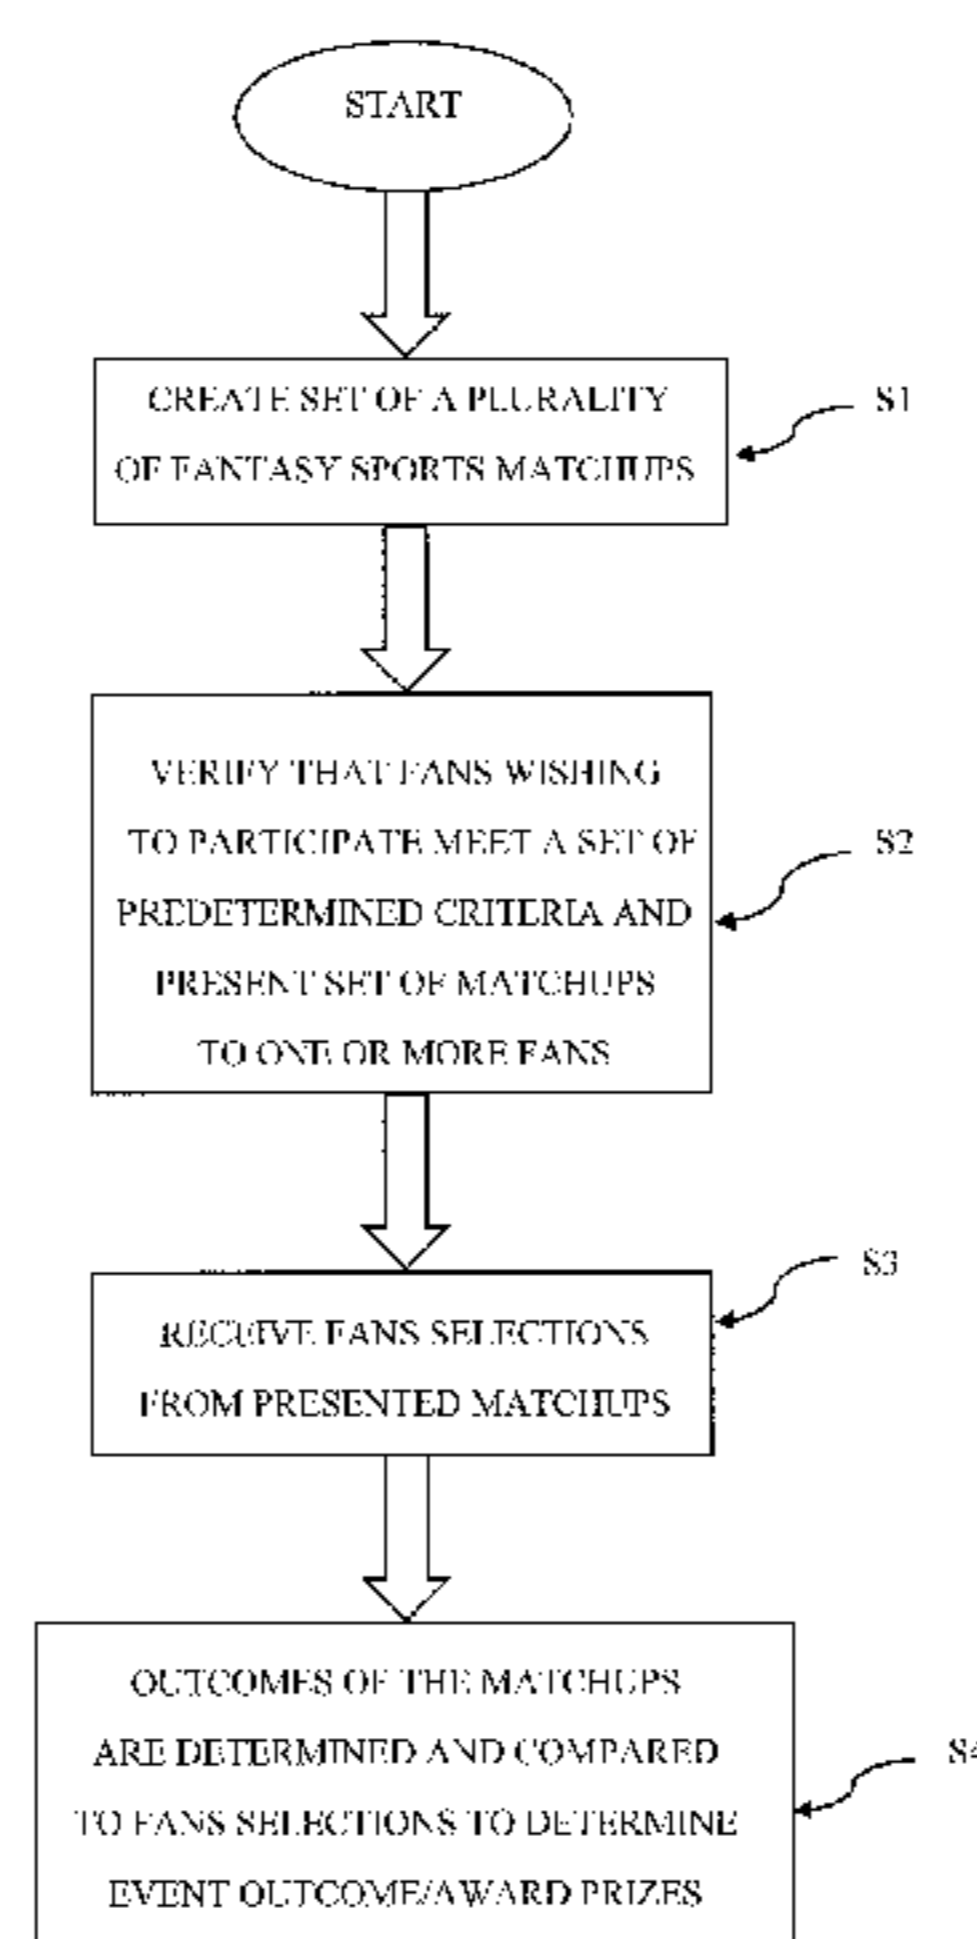 START
CREATE SET OF A PLURALITY
OF FANTASY SPORTS MATCHUPS
S1
VERIFY THAT FANS WISHING
TO PARTICIPATE MEET A SET OF
PREDETERMINED CRITERIA AND
PRESENT SET OF MATCHUPS
TO ONE OR MORE FANS
S2
RECEIVE FANS SELECTIONS
FROM PRESENTED MATCHUPS
S3
OUTCOMES OF THE MATCHUPS
ARE DETERMINED AND COMPARED
TO FANS SELECTIONS TO DETERMINE
EVENT OUTCOME/AWARD PRIZES
S4